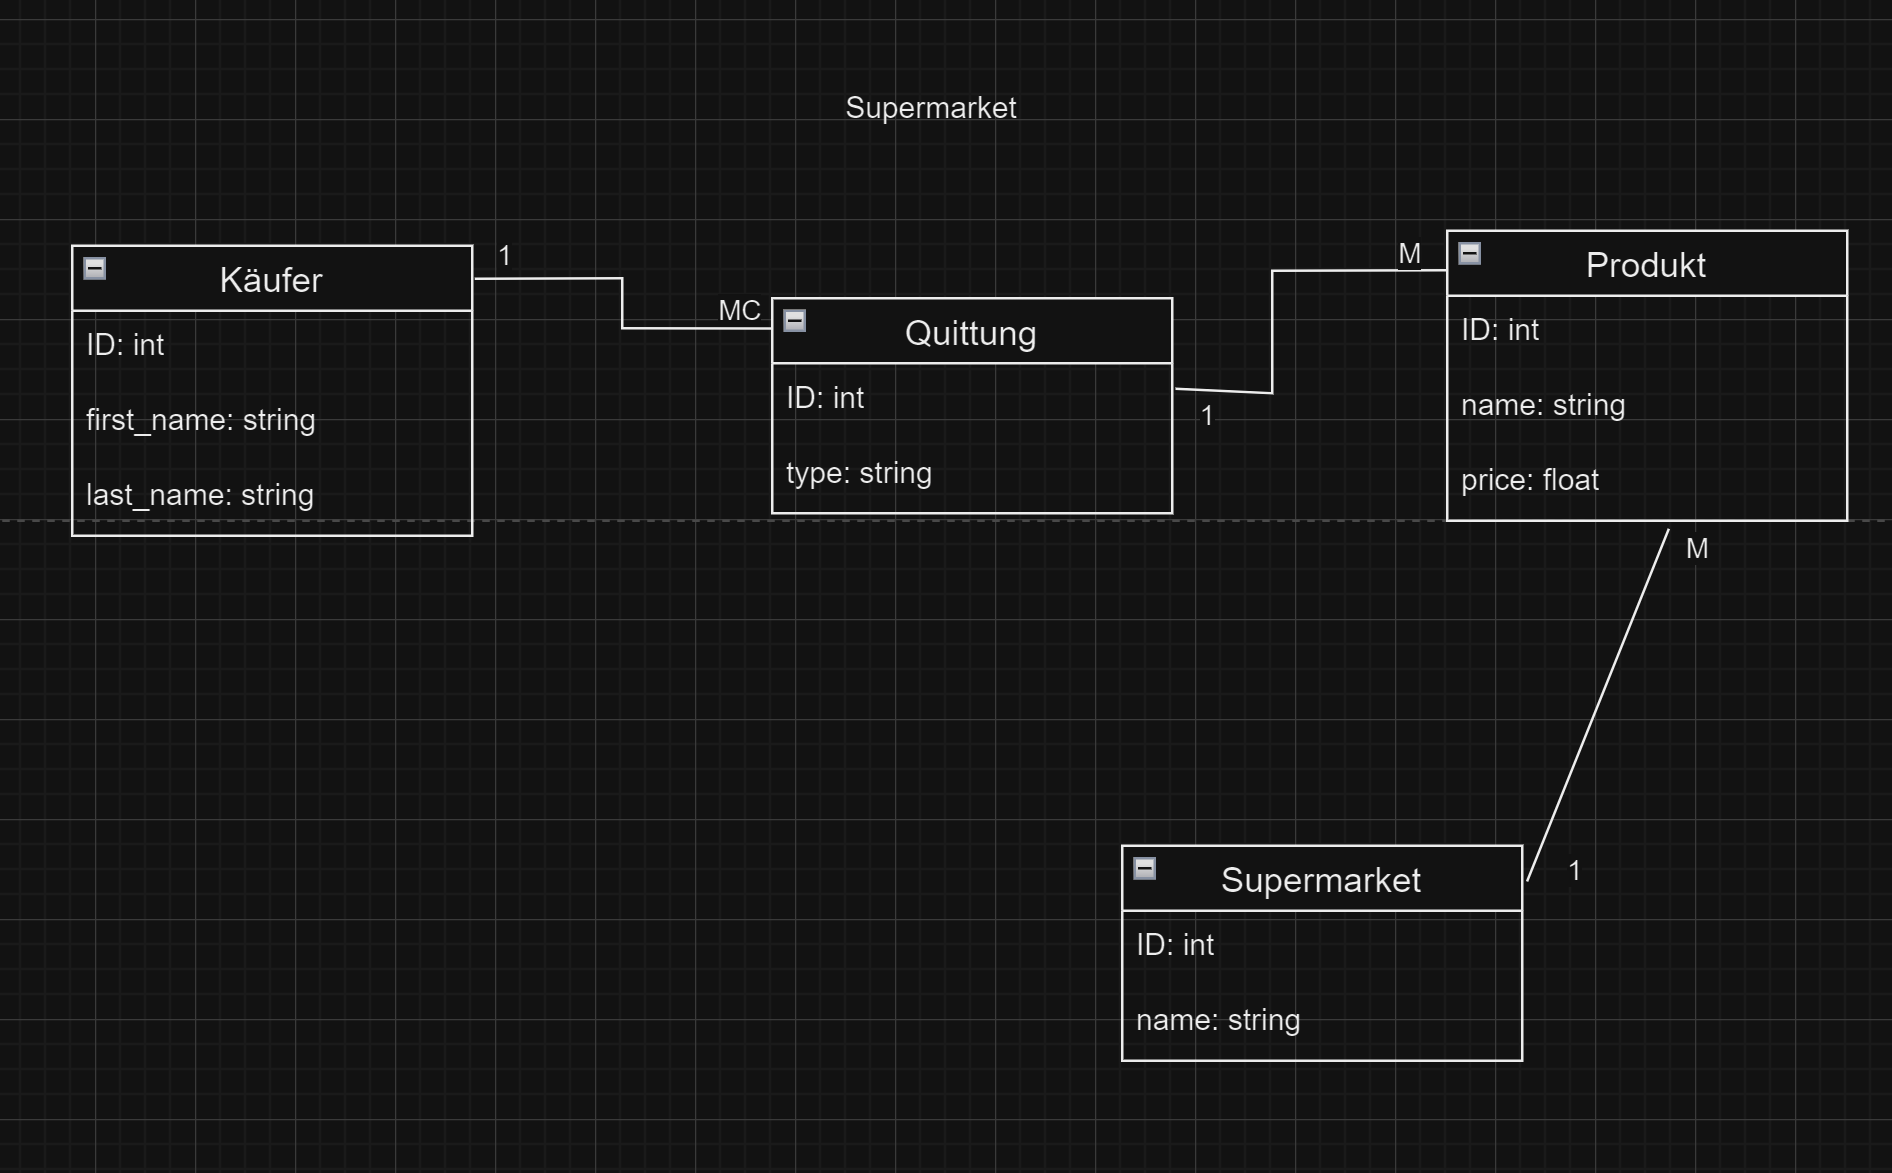 Supermarket
Käufer
ID: int
first_name: string
last_name: string
1
MC
Quittung
ID: int
type: string
1
M
Produkt
ID: int
name: string
price: float
M
1
Supermarket
ID: int
name: string